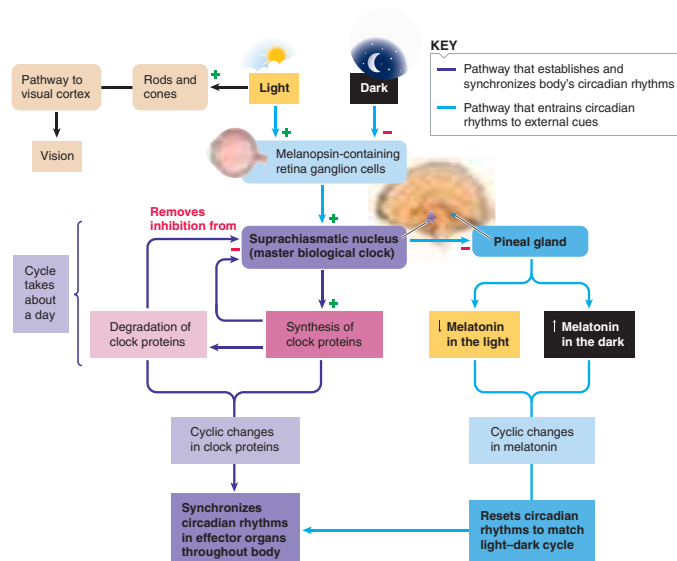 KEY
Pathway that establishes and
synchronizes body's circadian rhythms
Pathway that entrains circadian
rhythms to external cues
Pathway to
visual cortex
Rods and
cones
+
Light
Dark
Vision
+
–
Melanopsin-containing
retina ganglion cells
+
Removes
inhibition from
–
Suprachiasmatic nucleus
(master biological clock)
–
Pineal gland
Cycle
takes
about
a day
+
Degradation of
clock proteins
Synthesis of
clock proteins
↓ Melatonin
in the light
↑ Melatonin
in the dark
Cyclic changes
in clock proteins
Cyclic changes
in melatonin
Synchronizes
circadian rhythms
in effector organs
throughout body
Resets circadian
rhythms to match
light–dark cycle